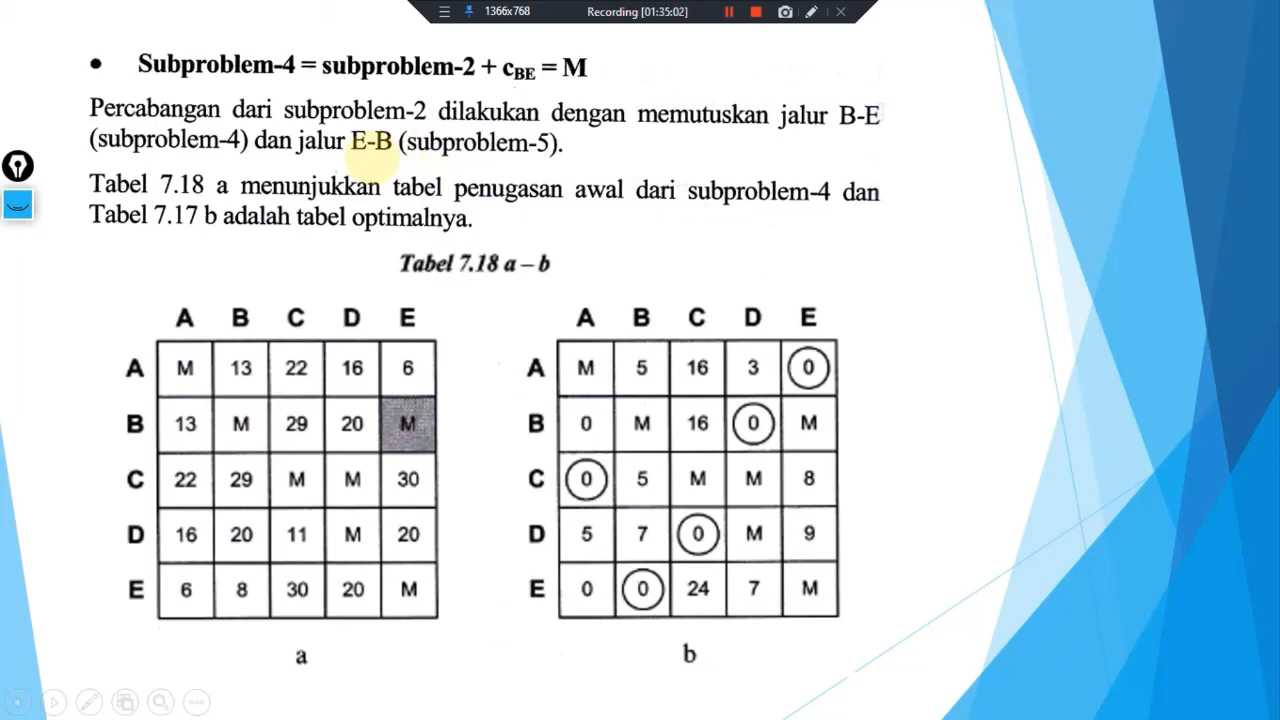 1366x768
Recording [01:35:02]
• Subproblem-4 = subproblem-2 + cBE = M
Percabangan dari subproblem-2 dilakukan dengan memutuskan jalur B-E
(subproblem-4) dan jalur E-B (subproblem-5).
Tabel 7.18 a menunjukkan tabel penugasan awal dari subproblem-4 dan
Tabel 7.17 b adalah tabel optimalnya.
Tabel 7.18 a – b
A B C D E
A M 13 22 16 6
B 13 M 29 20 M
C 22 29 M M 30
D 16 20 11 M 20
E 6 8 30 20 M
a
A B C D E
A M 5 16 3 0
B 0 M 16 0 M
C 0 5 M M 8
D 5 7 0 M 9
E 0 0 24 7 M
b